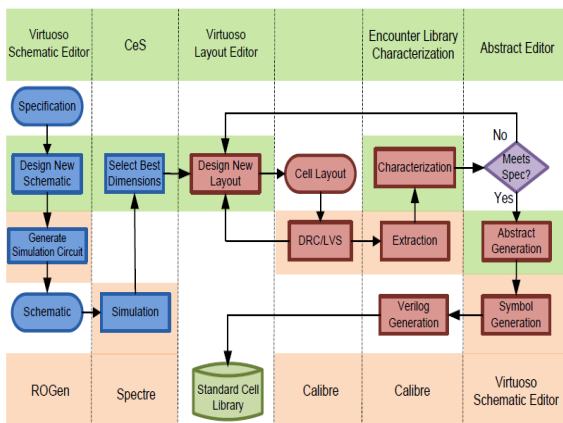 Virtuoso
Schematic Editor
CeS
Virtuoso
Layout Editor
Encounter Library
Characterization
Abstract Editor
Specification
No
Design New
Schematic
Select Best
Dimensions
Design New
Layout
Cell Layout
Characterization
Meets
Spec?
Yes
Generate
Simulation Circuit
DRC/LVS
Extraction
Abstract
Generation
Schematic
Simulation
Verilog
Generation
Symbol
Generation
ROGen
Spectre
Standard Cell
Library
Calibre
Calibre
Virtuoso
Schematic Editor